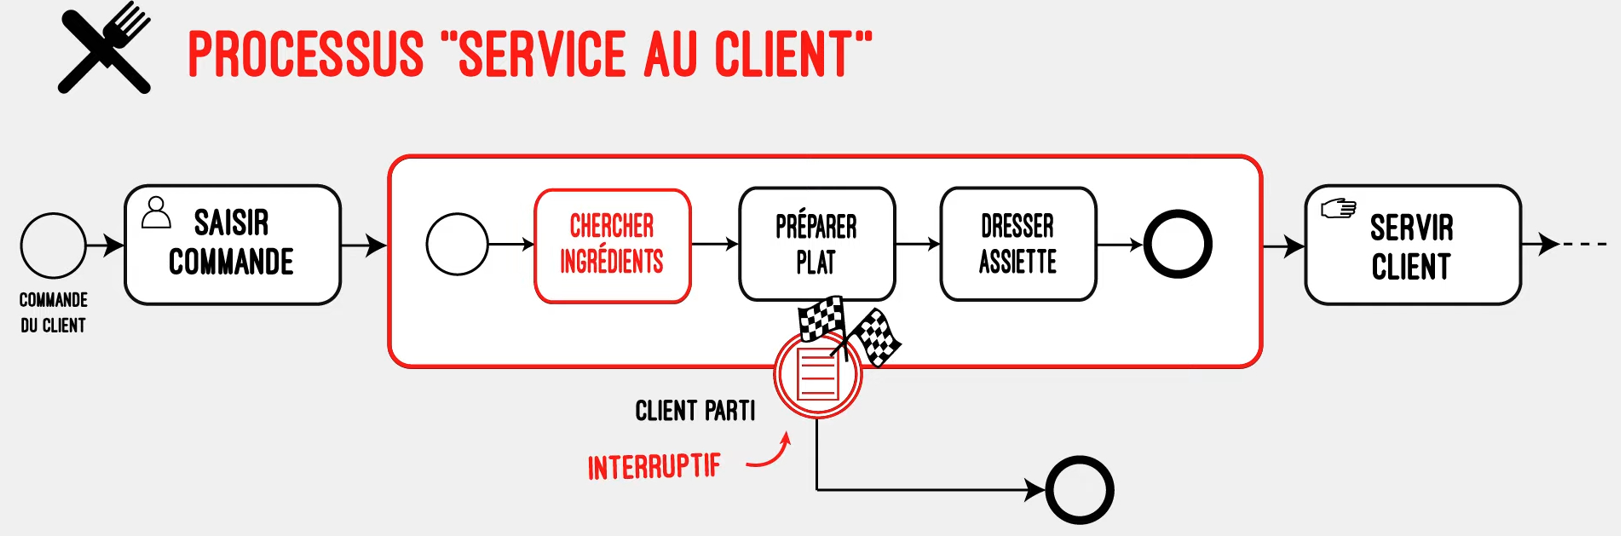 PROCESSUS "SERVICE AU CLIENT"
COMMANDE
DU CLIENT
SAISIR
COMMANDE
CHERCHER
INGRÉDIENTS
PRÉPARER
PLAT
DRESSER
ASSIETTE
SERVIR
CLIENT
CLIENT PARTI
INTERRUPTIF